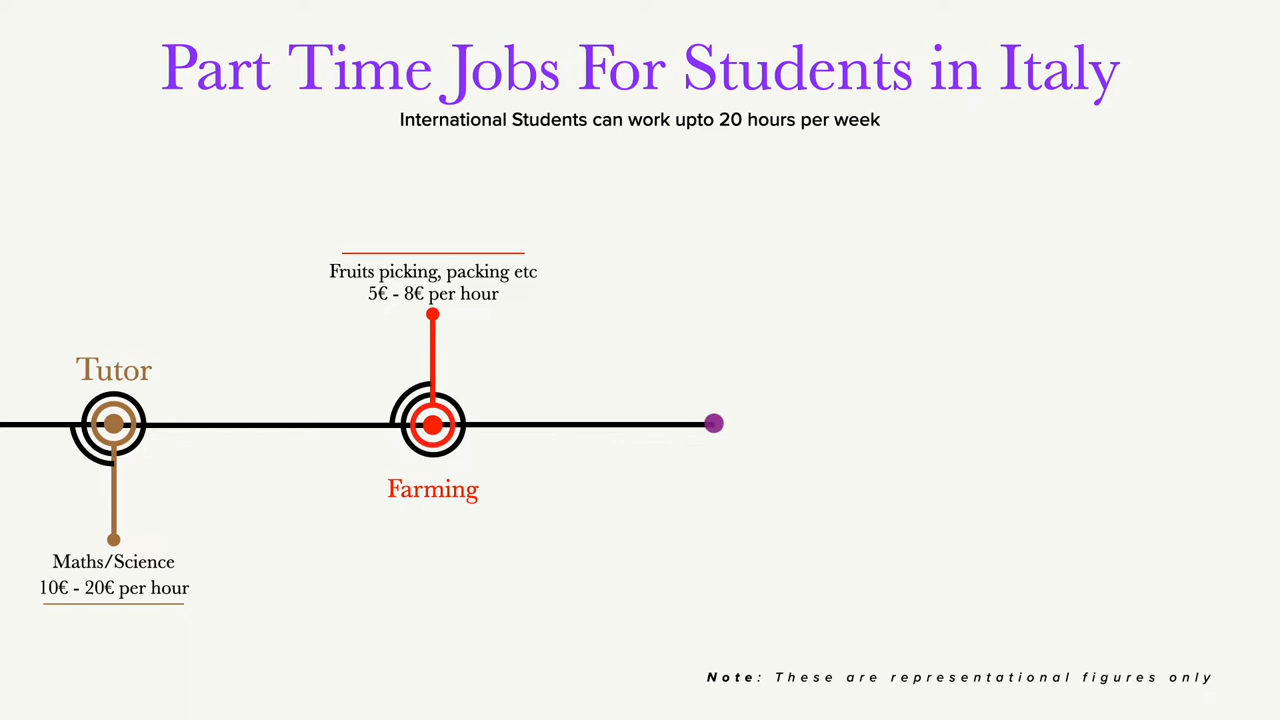 Part Time Jobs For Students in Italy
International Students can work upto 20 hours per week
Fruits picking, packing etc
5€ - 8€ per hour
Tutor
Farming
Maths/Science
10€ - 20€ per hour
Note: These are representational figures only